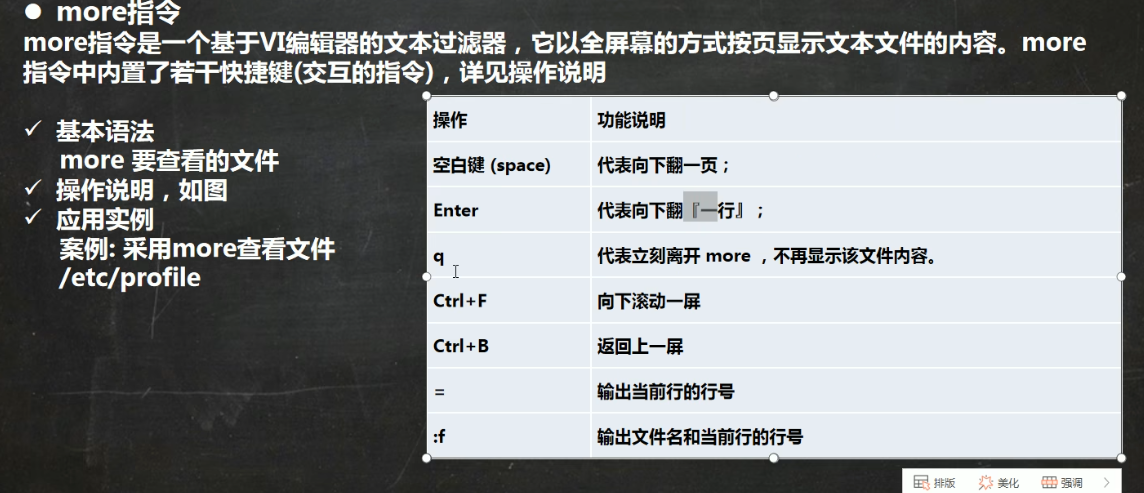 ● more指令
more指令是一个基于VI编辑器的文本过滤器，它以全屏幕的方式按页显示文本文件的内容。more
指令中内置了若干快捷键(交互的指令)，详见操作说明
✓ 基本语法
more 要查看的文件
✓ 操作说明，如图
✓ 应用实例
案例: 采用more查看文件
/etc/profile
操作 功能说明
空白键 (space) 代表向下翻一页；
Enter 代表向下翻『一行』；
q 代表立刻离开 more ，不再显示该文件内容。
Ctrl+F 向下滚动一屏
Ctrl+B 返回上一屏
= 输出当前行的行号
:f 输出文件名和当前行的行号
排版 美化 强调